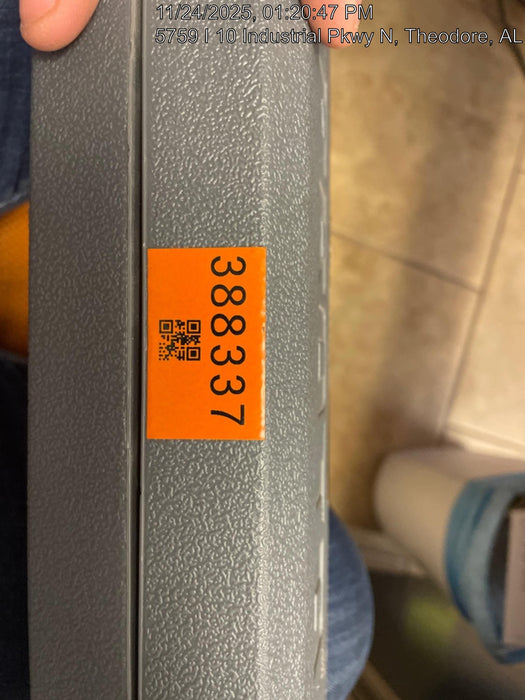 11/24/2025, 01:20:47 PM
5759 I 10 Industrial Pkwy N, Theodore, AL
388337